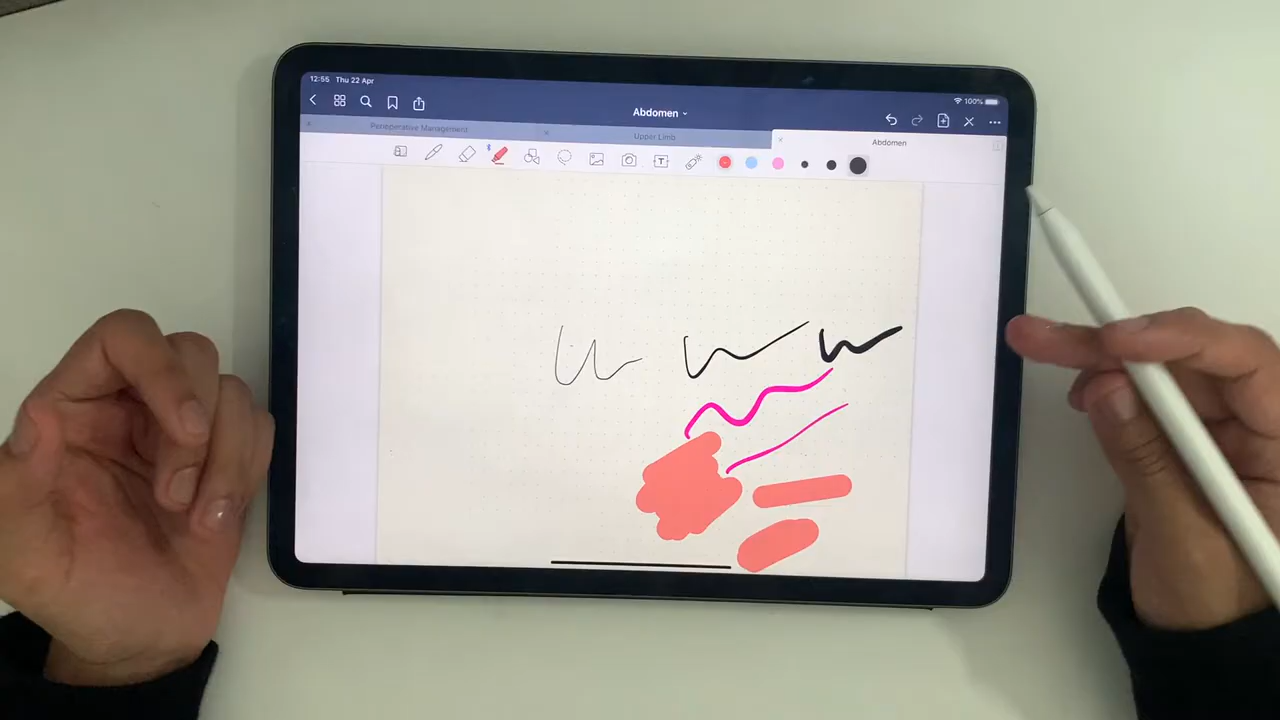 12:55 Thu 22 Apr
100%
Abdomen
Perioperative Management
Upper Limb
Abdomen
T